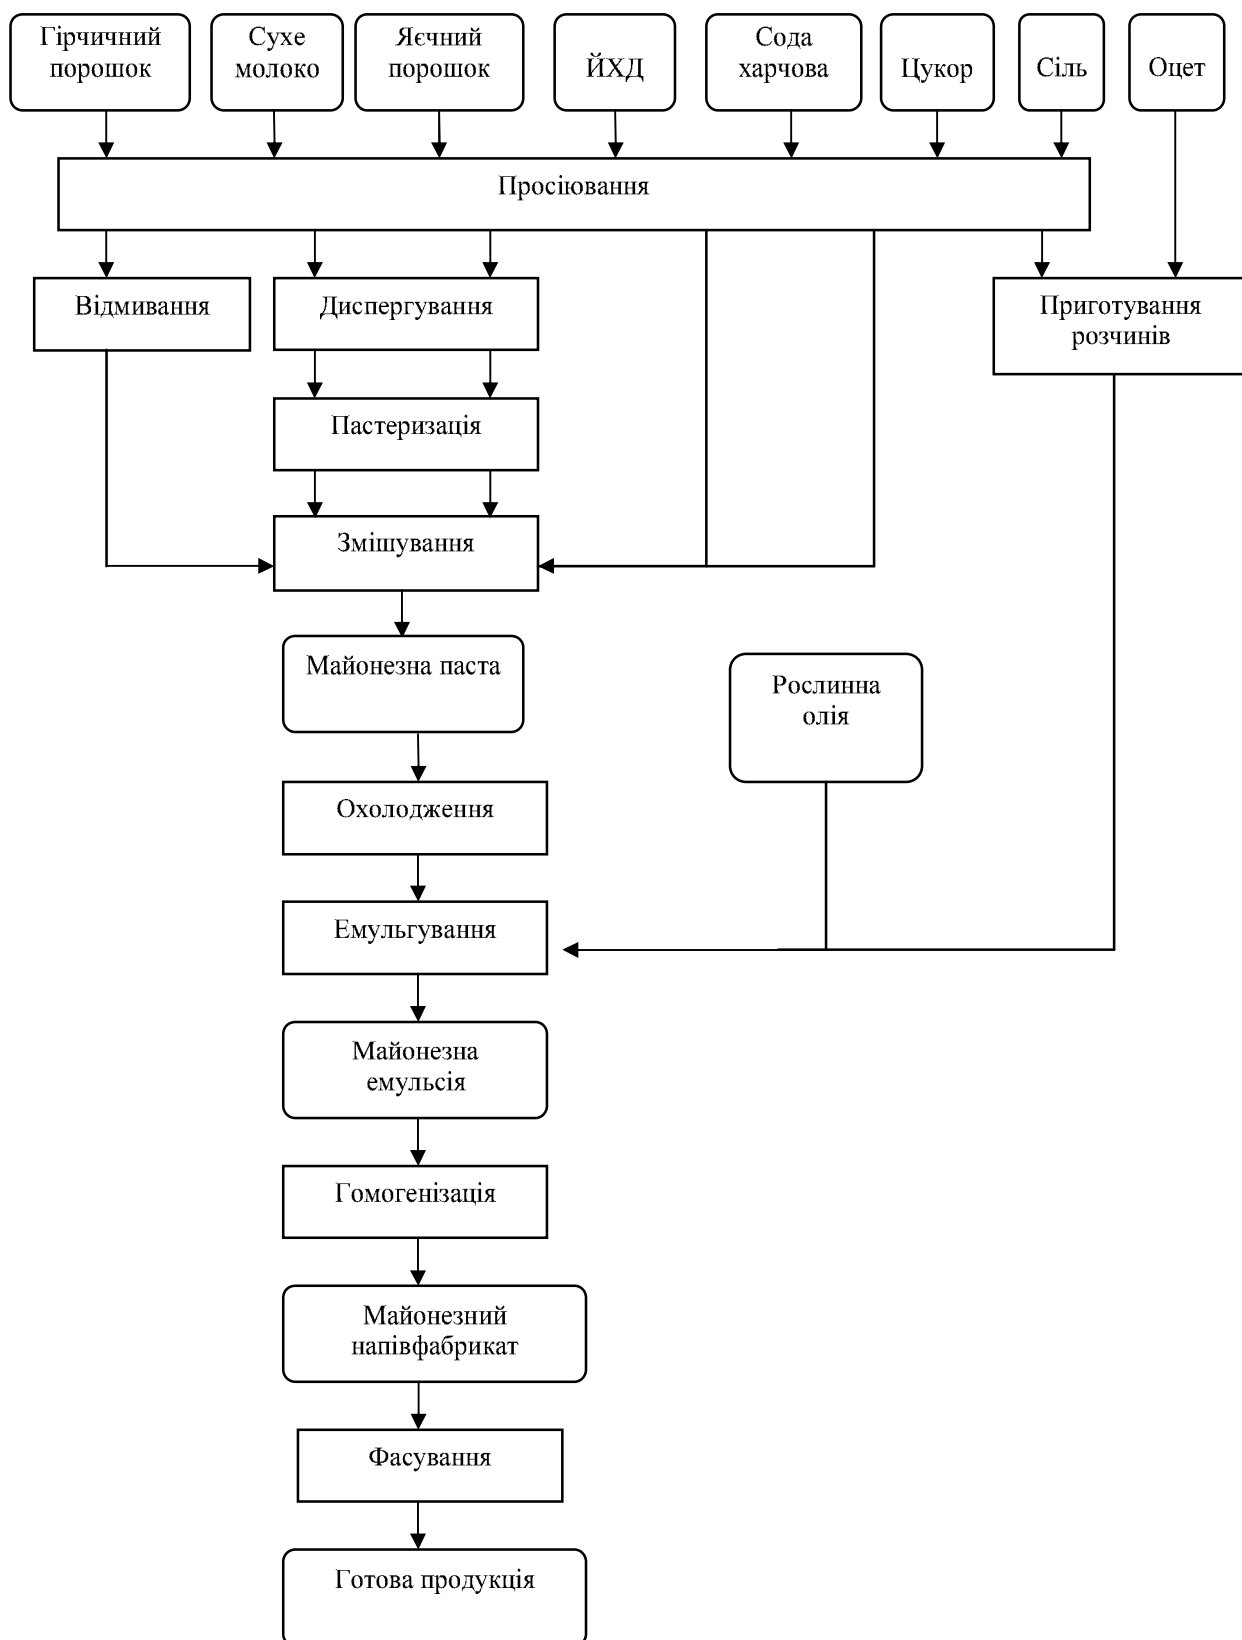 Гірчичний
порошок
Сухе
молоко
Яєчний
порошок
ЙХД
Сода
харчова
Цукор
Сіль
Оцет
Просіювання
Відмивання
Диспергування
Приготування
розчинів
Пастеризація
Змішування
Майонезна паста
Рослинна
олія
Охолодження
Емульгування
Майонезна
емульсія
Гомогенізація
Майонезний
напівфабрикат
Фасування
Готова продукція